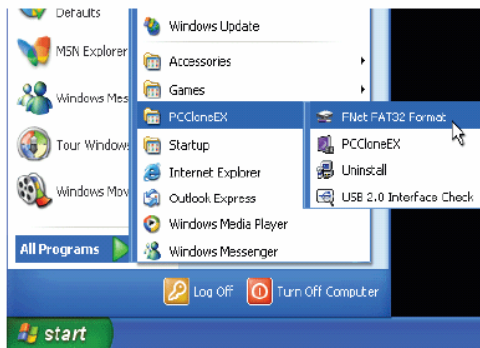 Defaults
MSN Explorer
Windows Mes
Tour Window
Windows Mov
All Programs
Windows Update
Accessories
Games
PCCloneEX
Startup
Internet Explorer
Outlook Express
Windows Media Player
Windows Messenger
FNet FAT32 Format
PCCloneEX
Uninstall
USB 2.0 Interface Check
Log Off
Turn Off Computer
start